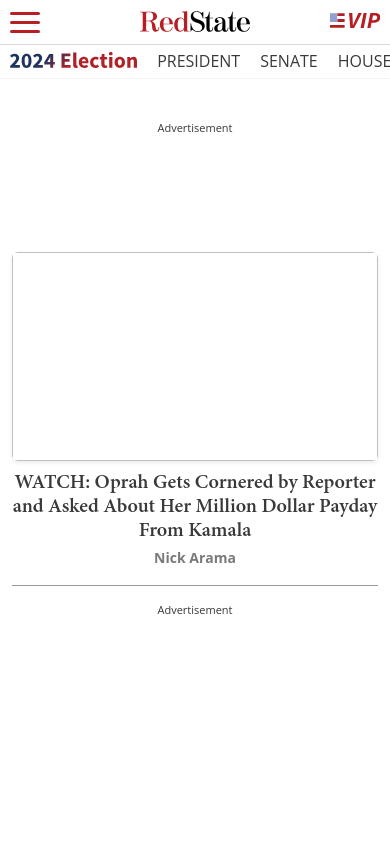 RedState
VIP
2024 Election PRESIDENT SENATE HOUSE
Advertisement
WATCH: Oprah Gets Cornered by Reporter
and Asked About Her Million Dollar Payday
From Kamala
Nick Arama
Advertisement